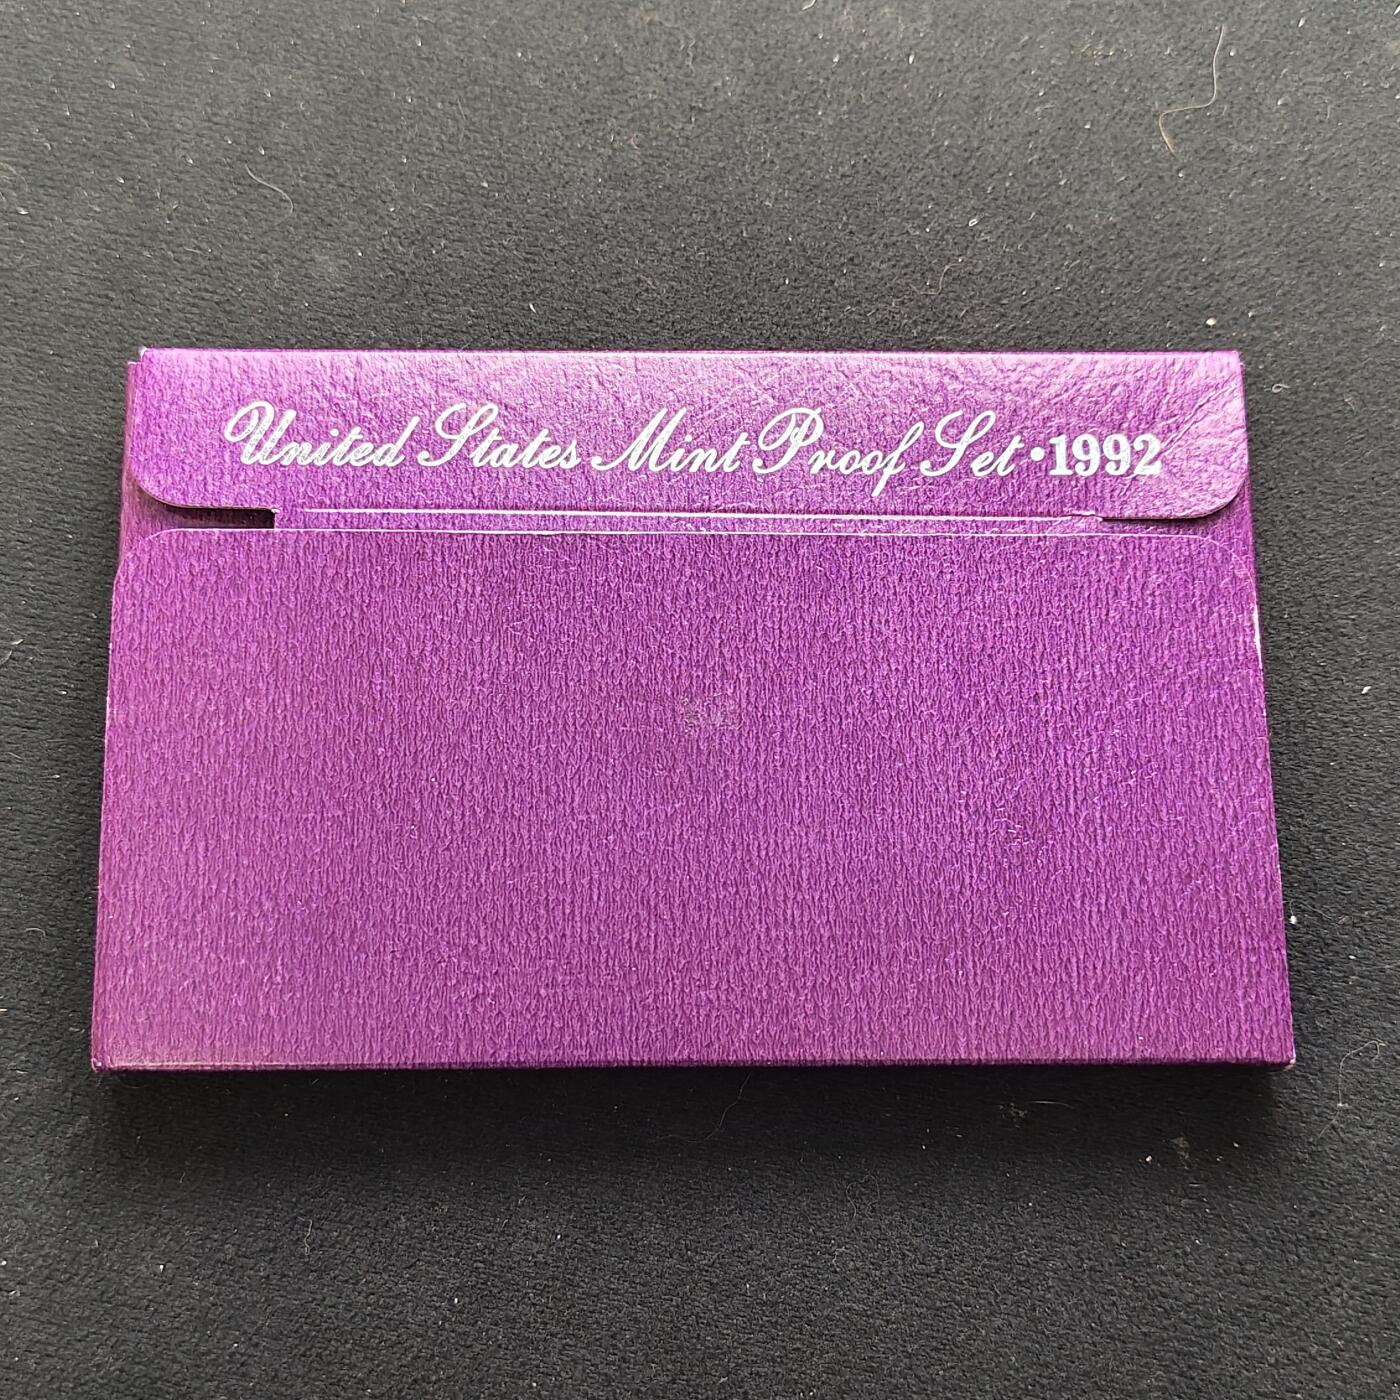 United States Mint Proof Set • 1992